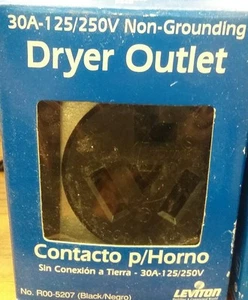 30A-125/250V Non-Grounding
Dryer Outlet
Contacto p/Horno
Sin Conexión a Tierra - 30A-125/250V
No. R00-5207 (Black/Negro)
LEVITON